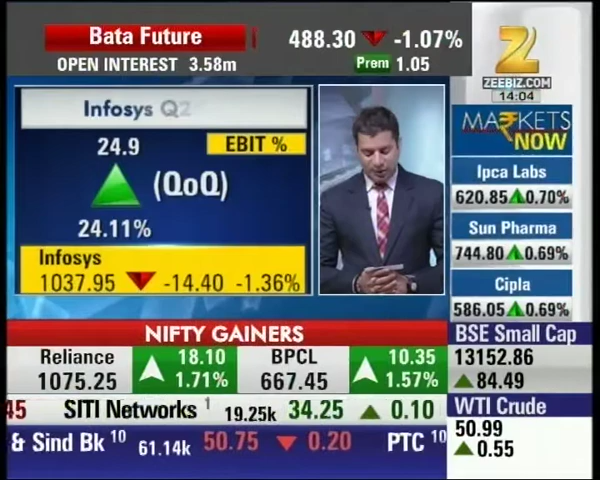 Bata Future
488.30 -1.07%
OPEN INTEREST 3.58m
Prem 1.05
Z
ZEEBIZ.COM
14:04
Infosys Q2
24.9
EBIT %
(QoQ)
24.11%
Infosys
1037.95 -14.40 -1.36%
MARKETS
NOW
Ipca Labs
620.85 0.70%
Sun Pharma
744.80 0.69%
Cipla
586.05 0.69%
NIFTY GAINERS
Reliance 18.10 BPCL 10.35
1075.25 1.71% 667.45 1.57%
BSE Small Cap
13152.86
84.49
45 SITI Networks 1 19.25k 34.25 0.10
WTI Crude
50.99
0.55
& Sind Bk 10 61.14k 50.75 0.20 PTC 10